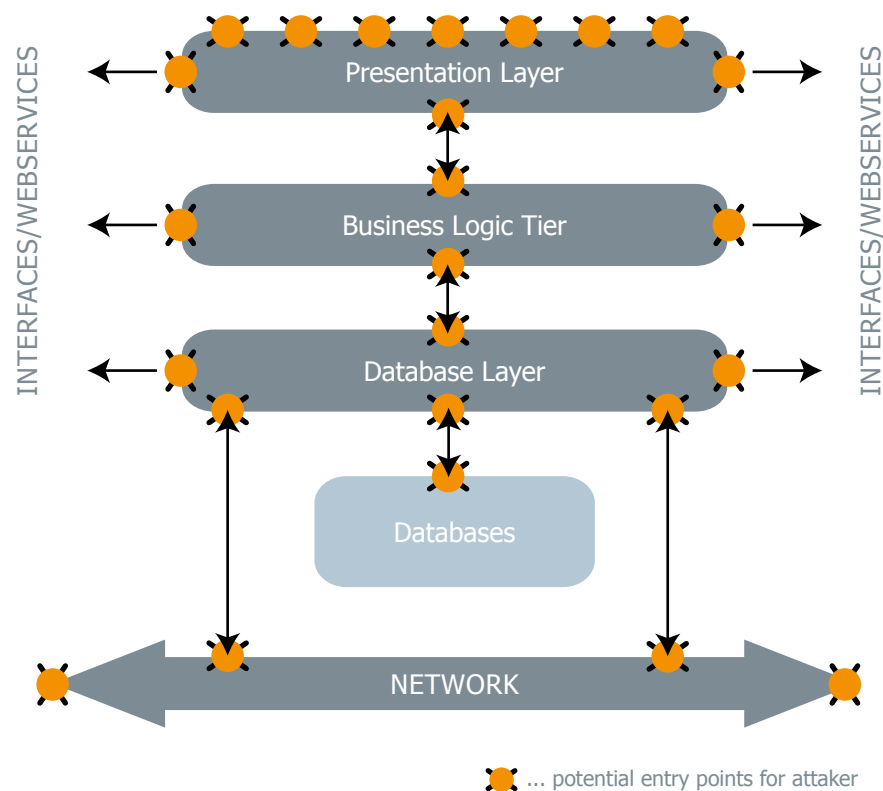 INTERFACES/WEBSERVICES
Presentation Layer
Business Logic Tier
Database Layer
Databases
NETWORK
INTERFACES/WEBSERVICES
... potential entry points for attaker